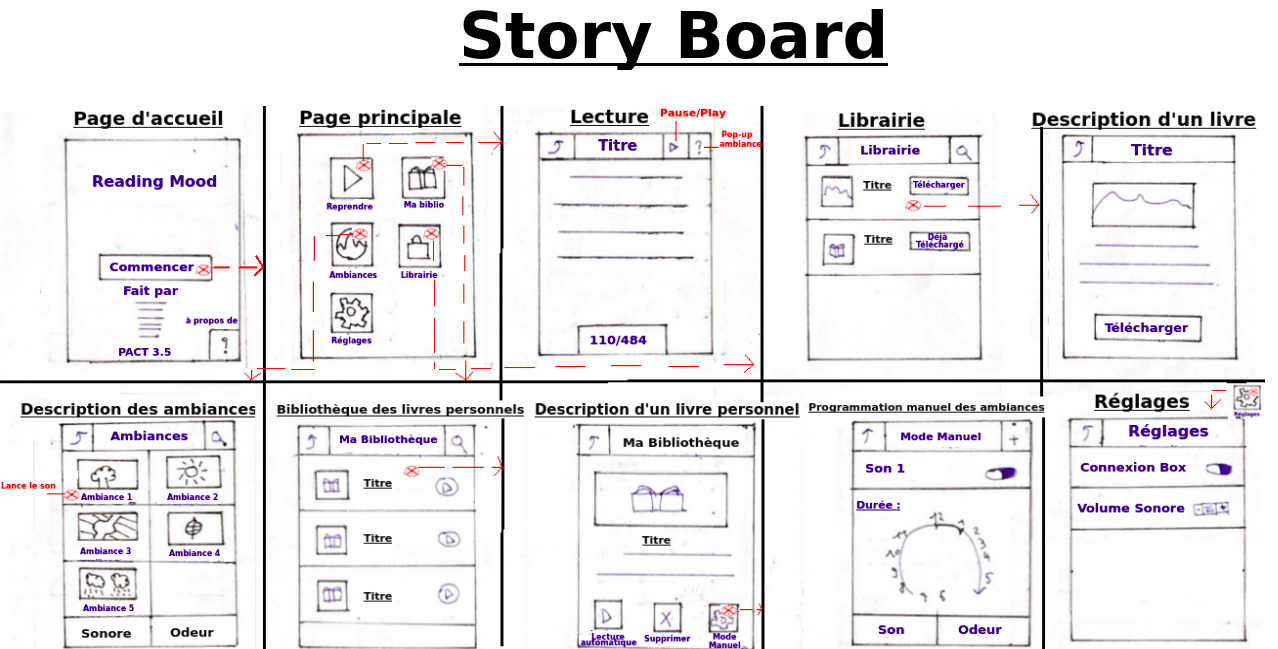 Story Board
Page d'accueil
Reading Mood
Commencer
Fait par
à propos de
?
PACT 3.5
Page principale
Reprendre
Ma biblio
Ambiances
Librairie
Réglages
Lecture
Pause/Play
Titre
?
Pop-up
ambiance
110/484
Librairie
Librairie
Titre
Télécharger
Titre
Déjà
Téléchargé
Description d'un livre
Titre
Télécharger
Description des ambiances
Ambiances
Lance le son
Ambiance 1
Ambiance 2
Ambiance 3
Ambiance 4
Ambiance 5
Sonore
Odeur
Bibliothèque des livres personnels
Ma Bibliothèque
Titre
Titre
Titre
Description d'un livre personnel
Ma Bibliothèque
Titre
Lecture
automatique
Supprimer
Mode
Manuel
Programmation manuel des ambiances
Mode Manuel
+
Son 1
Durée :
12
1
2
3
4
5
6
7
8
9
10
11
Son
Odeur
Réglages
Réglages
Réglages
Connexion Box
Volume Sonore